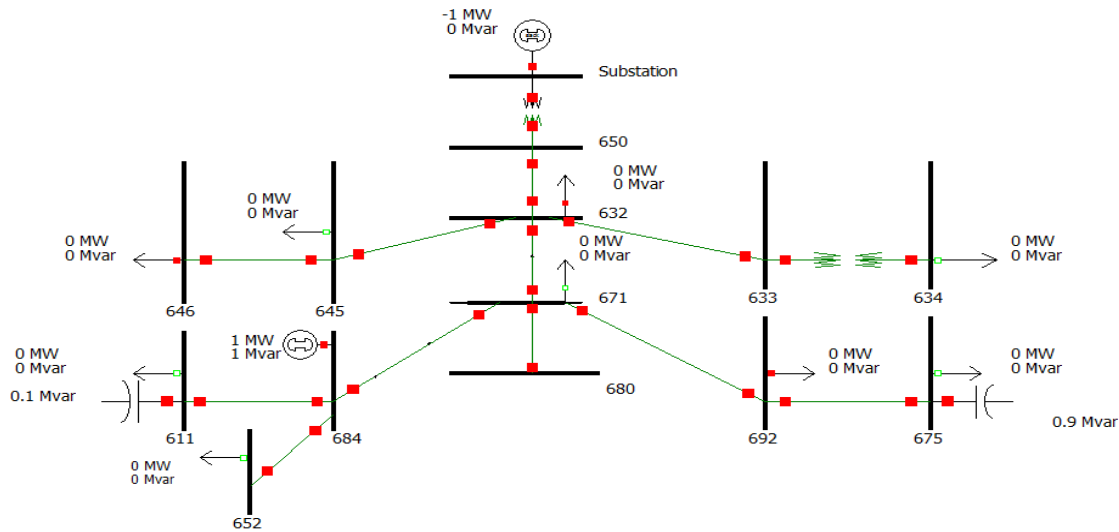 -1 MW
0 Mvar
Substation
650
0 MW
0 Mvar
632
0 MW
0 Mvar
0 MW
0 Mvar
0 MW
0 Mvar
0 MW
0 Mvar
671
646
645
633
634
1 MW
1 Mvar
0 MW
0 Mvar
0.1 Mvar
680
0 MW
0 Mvar
0 MW
0 Mvar
0.9 Mvar
611
684
692
675
0 MW
0 Mvar
652